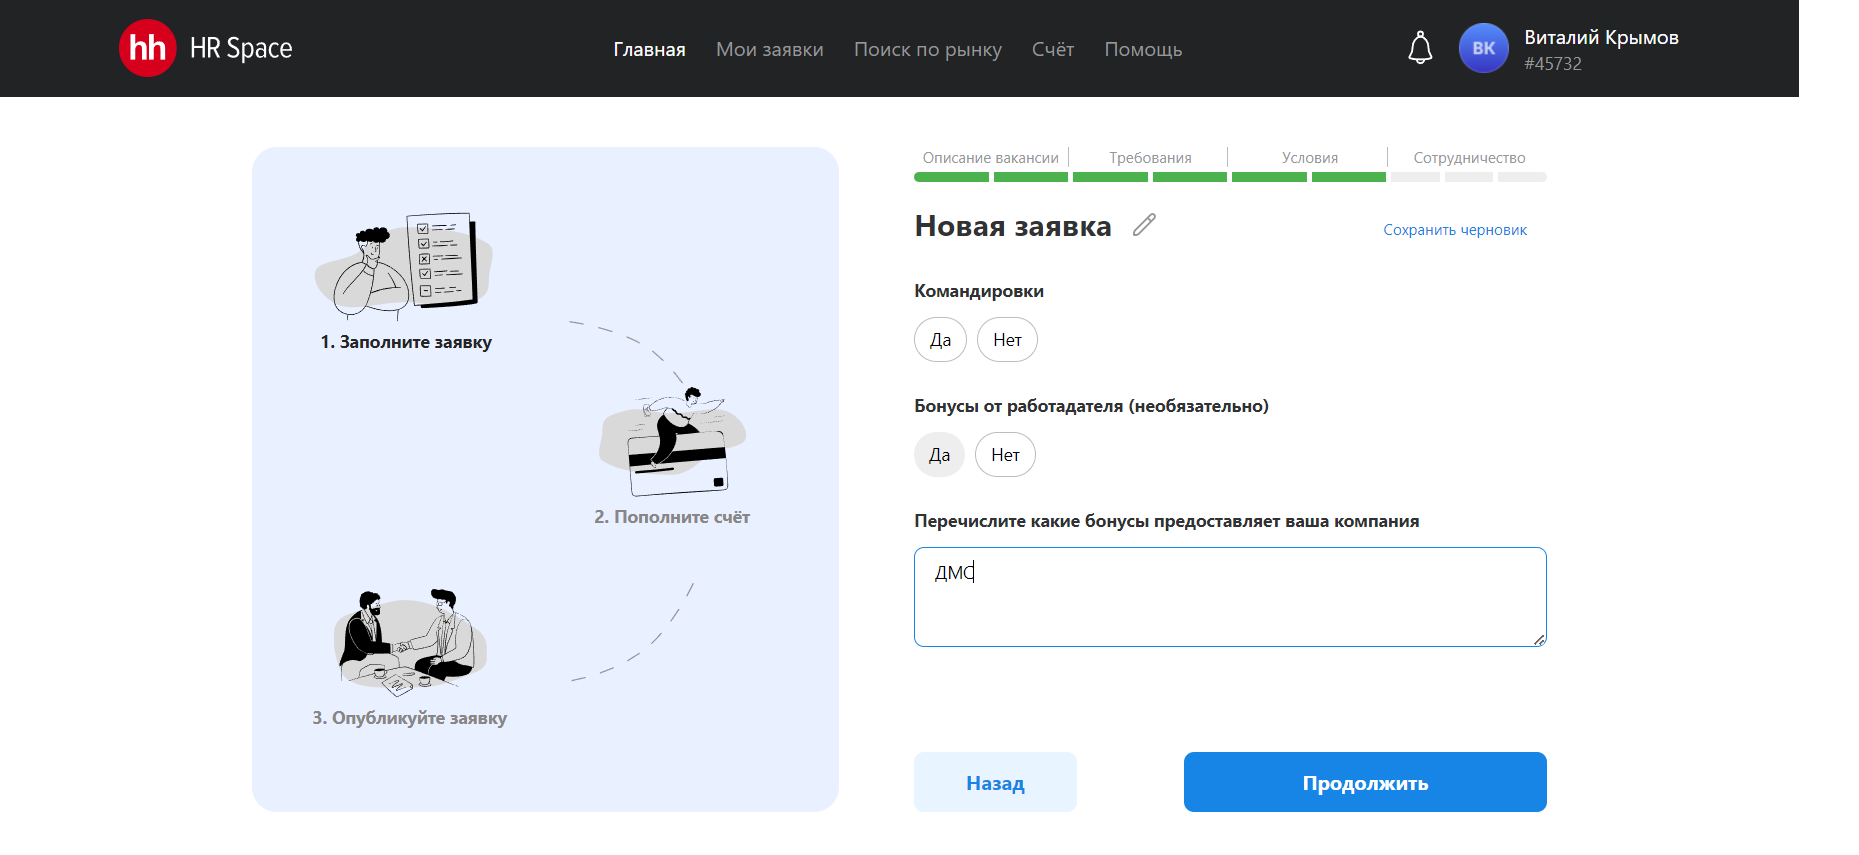 hh HR Space
Главная Мои заявки Поиск по рынку Счёт Помощь
ВК Виталий Крымов
#45732
1. Заполните заявку
2. Пополните счёт
3. Опубликуйте заявку
Описание вакансии Требования Условия Сотрудничество
Новая заявка
Сохранить черновик
Командировки
Да Нет
Бонусы от работадателя (необязательно)
Да Нет
Перечислите какие бонусы предоставляет ваша компания
ДМС
Назад Продолжить